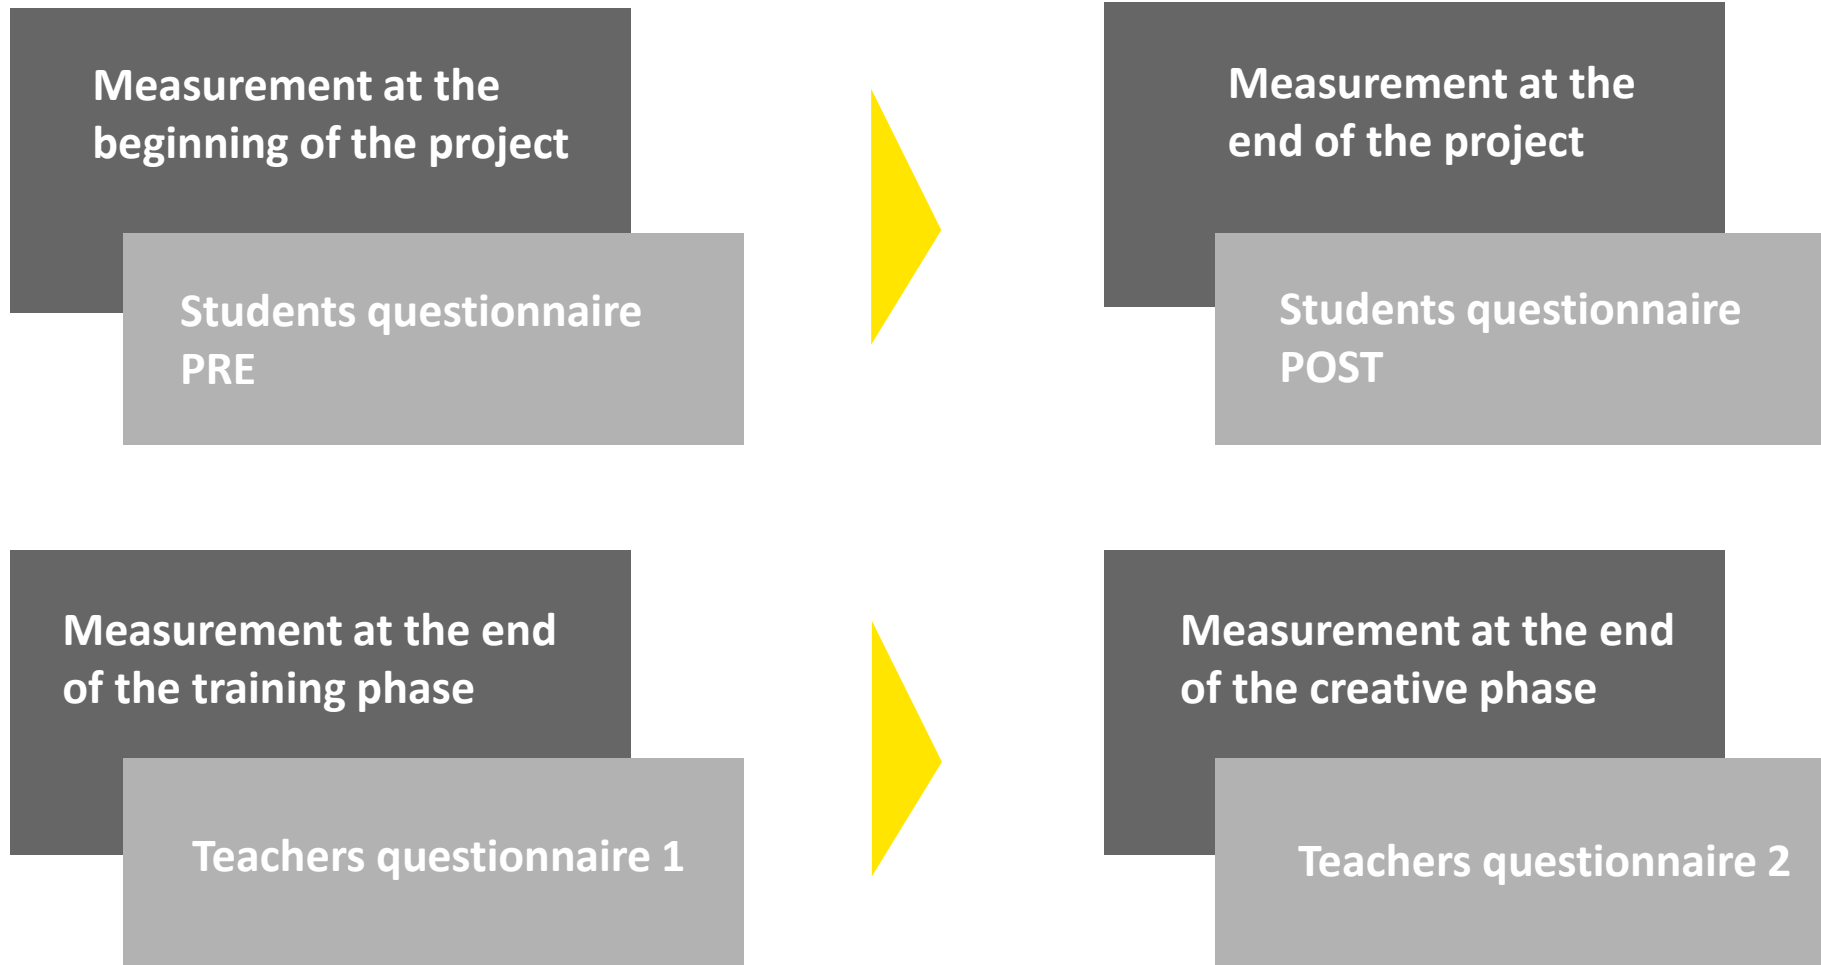 Measurement at the
beginning of the project
Students questionnaire
PRE
Measurement at the
end of the project
Students questionnaire
POST
Measurement at the end
of the training phase
Teachers questionnaire 1
Measurement at the end
of the creative phase
Teachers questionnaire 2